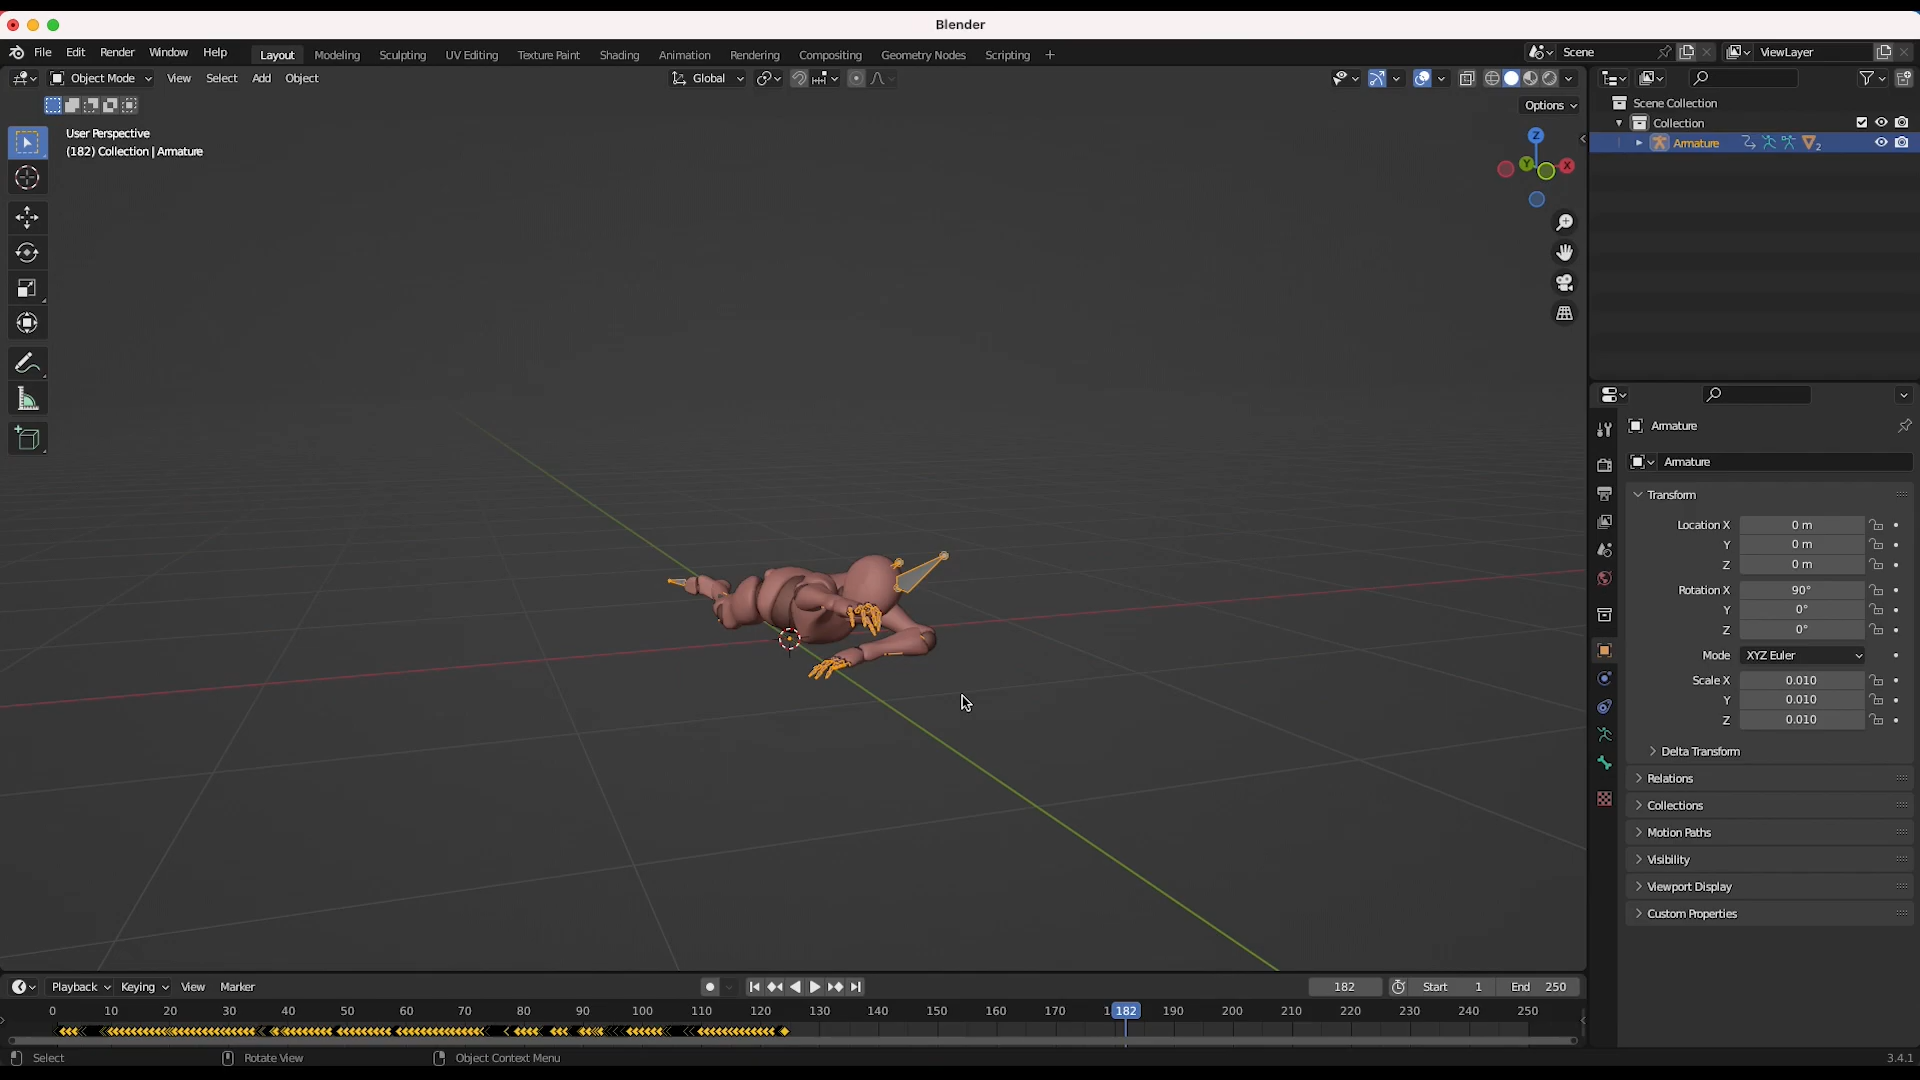 Blender
File Edit Render Window Help Layout Modeling Sculpting UV Editing Texture Paint Shading Animation Rendering Compositing Geometry Nodes Scripting + Scene ViewLayer
Object Mode View Select Add Object Global
Options
User Perspective
(182) Collection | Armature
Z
Y X
Scene Collection
Collection
Armature 2
Armature
Armature
Transform
Location X 0 m
Y 0 m
Z 0 m
Rotation X 90°
Y 0°
Z 0°
Mode XYZ Euler
Scale X 0.010
Y 0.010
Z 0.010
Delta Transform
Relations
Collections
Motion Paths
Visibility
Viewport Display
Custom Properties
Playback Keying View Marker 182 Start 1 End 250
0 10 20 30 40 50 60 70 80 90 100 110 120 130 140 150 160 170 182 190 200 210 220 230 240 250
Select Rotate View Object Context Menu 3.4.1